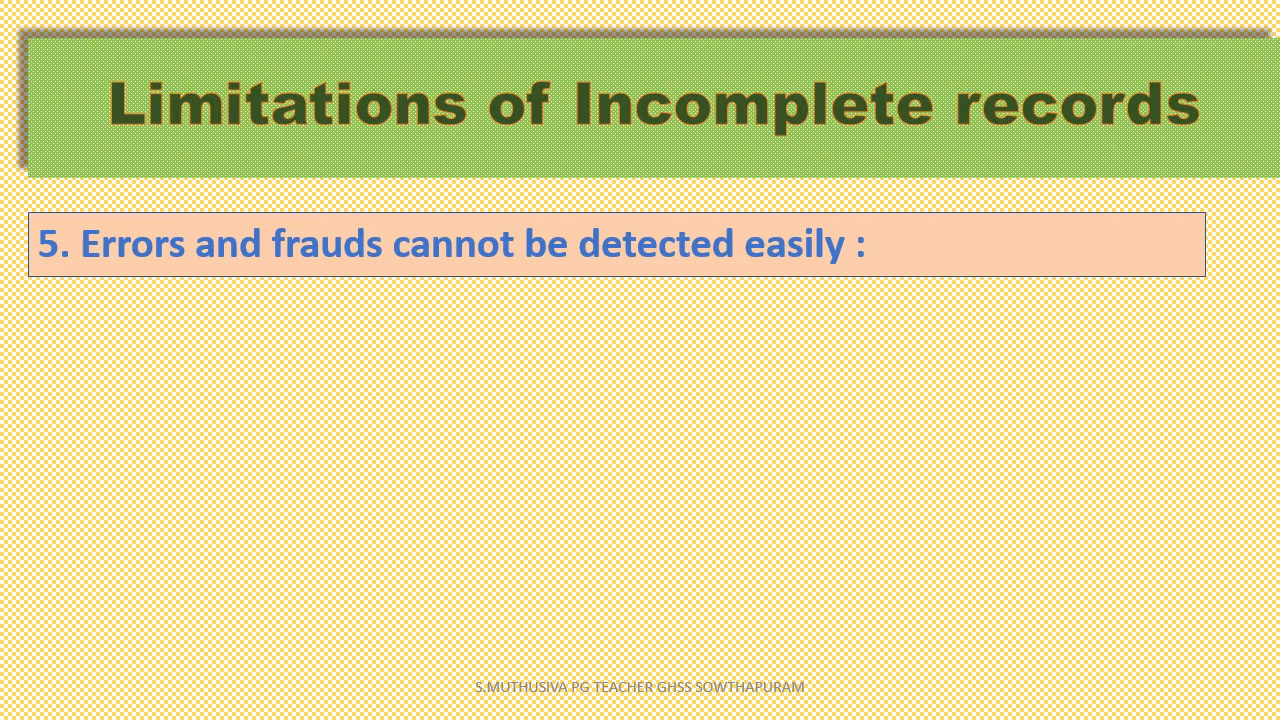 Limitations of Incomplete records
5. Errors and frauds cannot be detected easily :
S.MUTHUSIVA PG TEACHER GHSS SOWTHAPURAM